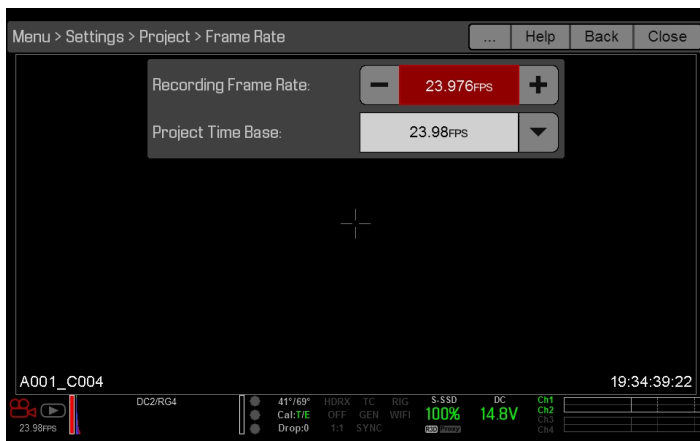 Menu > Settings > Project > Frame Rate ... Help Back Close
Recording Frame Rate: − 23.976FPS +
Project Time Base: 23.98FPS
A001_C004 19:34:39:22
DC2/RG4 41°/69° HDRX TC RIG S-SSD DC Ch1
Cal:T/E OFF GEN WIFI 100% 14.8V Ch2
23.98FPS Drop:0 1:1 SYNC R3D Proxy Ch3
Ch4